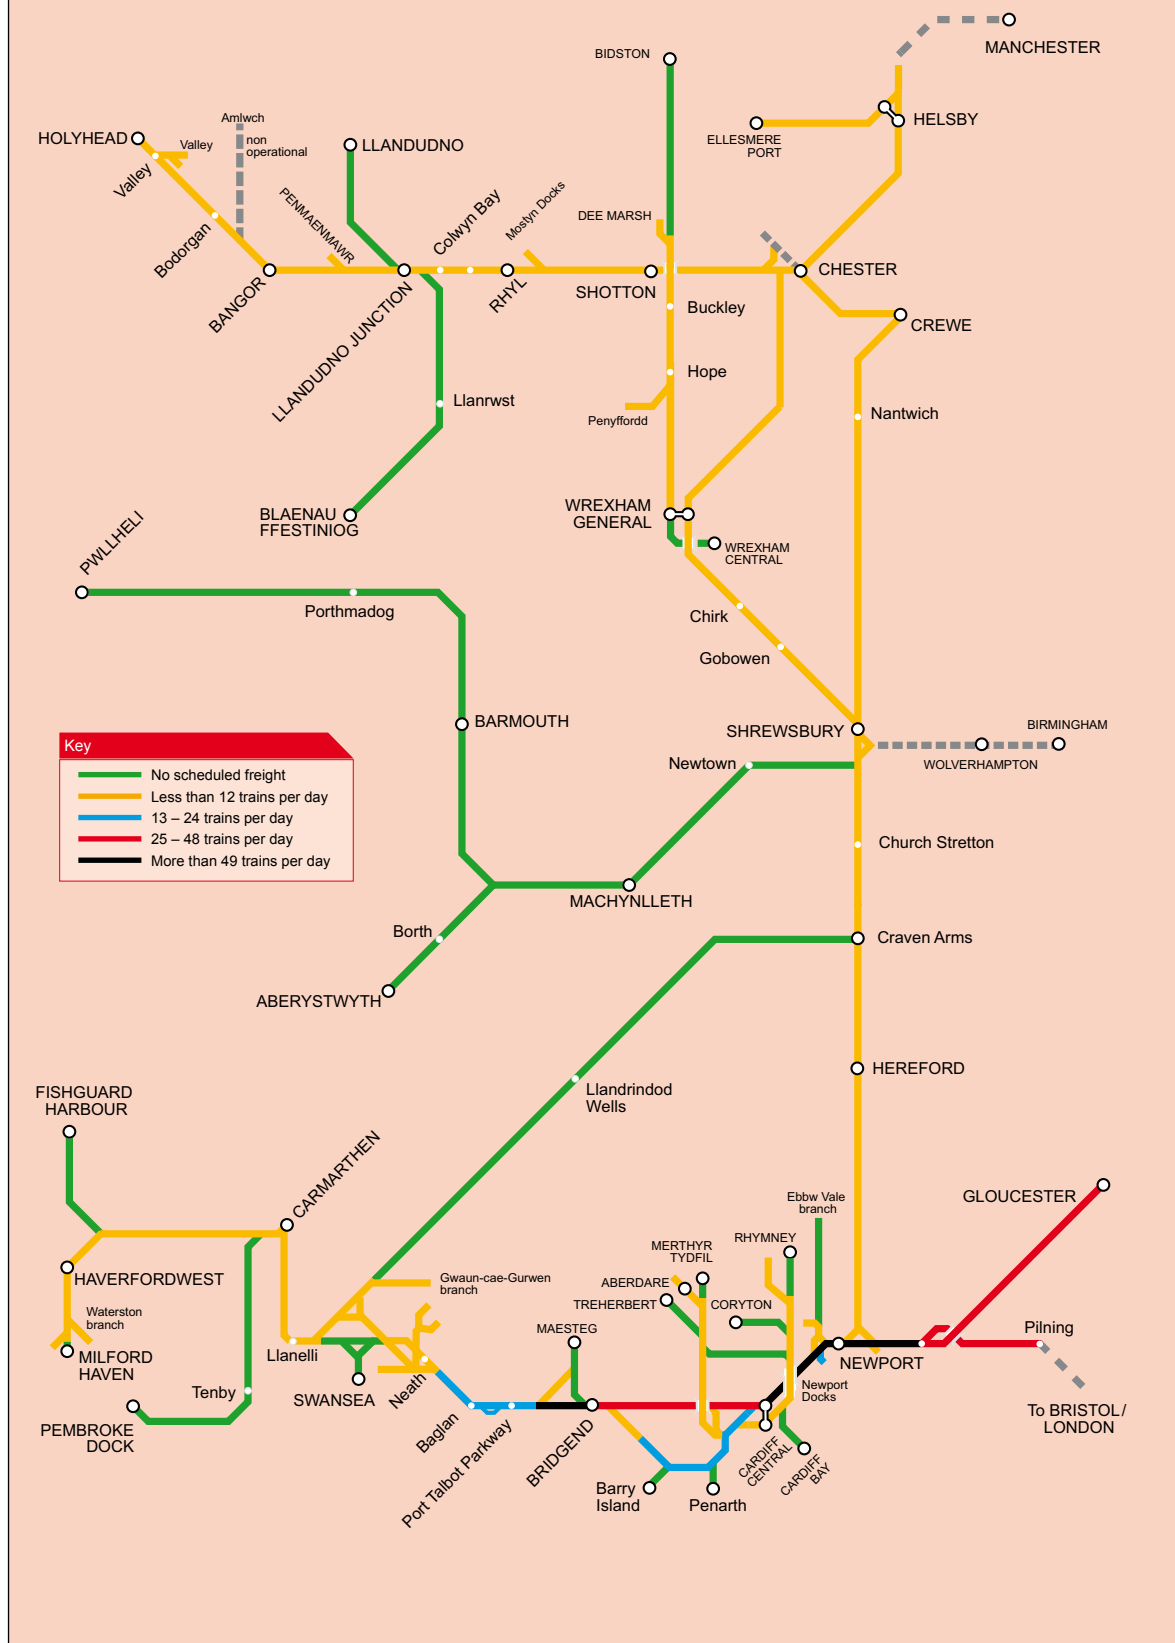 MANCHESTER
BIDSTON
HELSBY
ELLESMERE
PORT
Amlwch
non
operational
HOLYHEAD
Valley
Valley
LLANDUDNO
Bodorgan
PENMAENMAWR
Colwyn Bay
Mostyn Docks
DEE MARSH
BANGOR
LLANDUDNO JUNCTION
RHYL
SHOTTON
CHESTER
Buckley
CREWE
Hope
Llanrwst
Penyffordd
Nantwich
BLAENAU
FFESTINIOG
WREXHAM
GENERAL
WREXHAM
CENTRAL
PWLLHELI
Porthmadog
Chirk
Gobowen
BARMOUTH
SHREWSBURY
BIRMINGHAM
WOLVERHAMPTON
Newtown
Key
No scheduled freight
Less than 12 trains per day
13 – 24 trains per day
25 – 48 trains per day
More than 49 trains per day
Church Stretton
MACHYNLLETH
Borth
Craven Arms
ABERYSTWYTH
HEREFORD
Llandrindod
Wells
FISHGUARD
HARBOUR
CARMARTHEN
GLOUCESTER
Ebbw Vale
branch
RHYMNEY
MERTHYR
TYDFIL
HAVERFORDWEST
Gwaun-cae-Gurwen
branch
ABERDARE
TREHERBERT
CORYTON
Waterston
branch
MAESTEG
Pilning
MILFORD
HAVEN
Llanelli
NEWPORT
Tenby
SWANSEA
Neath
Newport
Docks
PEMBROKE
DOCK
Baglan
Port Talbot Parkway
BRIDGEND
CARDIFF
CENTRAL
CARDIFF
BAY
To BRISTOL/
LONDON
Barry
Island
Penarth